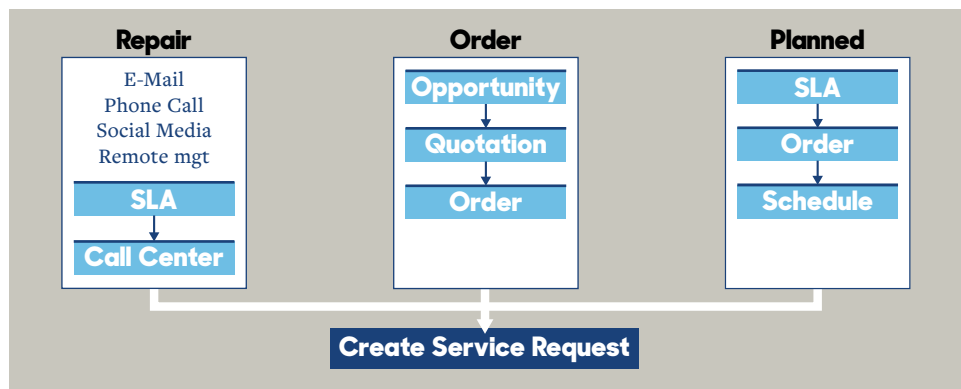 Repair
E-Mail
Phone Call
Social Media
Remote mgt
SLA
Call Center
Order
Opportunity
Quotation
Order
Planned
SLA
Order
Schedule
Create Service Request